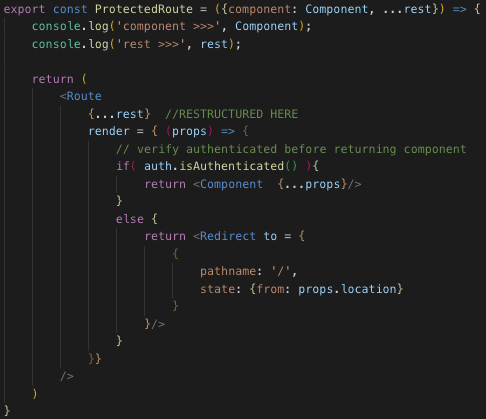 export const ProtectedRoute = ({component: Component, ...rest}) => {
    console.log('component >>>', Component);
    console.log('rest >>>', rest);

    return (
        <Route
            {...rest}  //RESTRUCTURED HERE
            render = { (props) => {
                // verify authenticated before returning component
                if( auth.isAuthenticated() ){
                    return <Component  {...props}/>
                }
                else {
                    return <Redirect to = {
                        {
                            pathname: '/',
                            state: {from: props.location}
                        }
                    }/>
                }
            }}
        />
    )
}